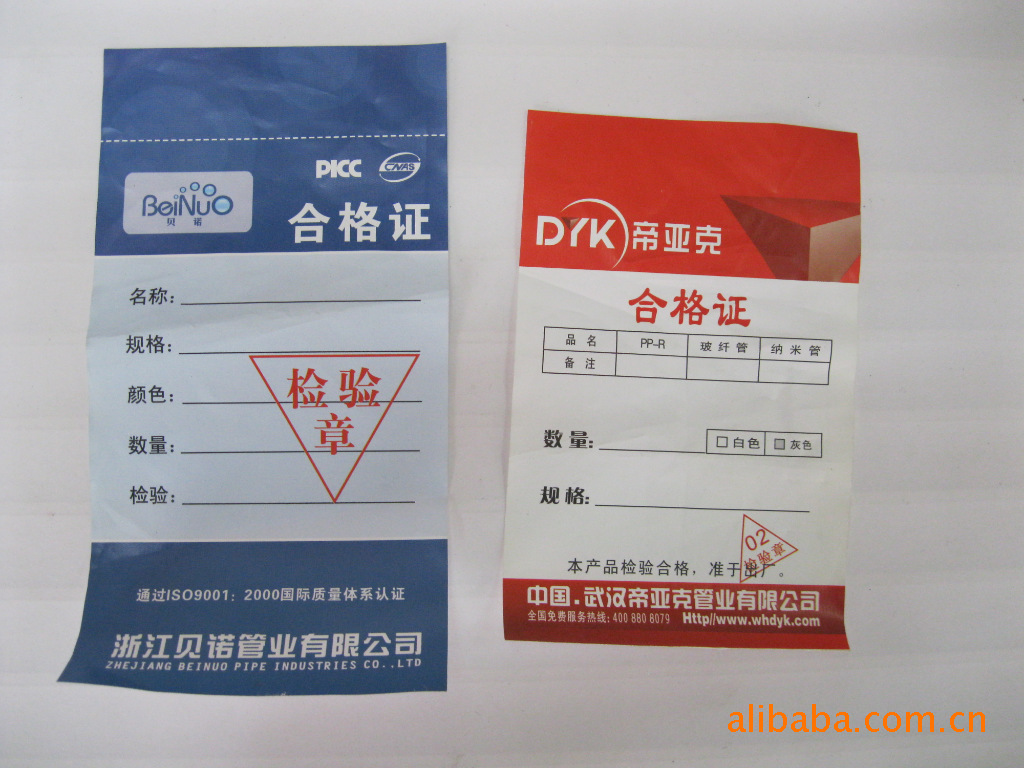 PICC CNAS
BeiNuO
贝诺
合格证
名称:
规格:
颜色:
数量:
检验:
检验
章
通过ISO9001: 2000国际质量体系认证
浙江贝诺管业有限公司
ZHEJIANG BEINUO PIPE INDUSTRIES CO.,LTD
DYK 帝亚克
合格证
品名 PP-R 玻纤管 纳米管
备注
数量: 白色 灰色
规格:
02
检验章
本产品检验合格，准于出厂。
中国.武汉帝亚克管业有限公司
全国免费服务热线: 400 880 8079 Http//www.whdyk.com
alibaba.com.cn